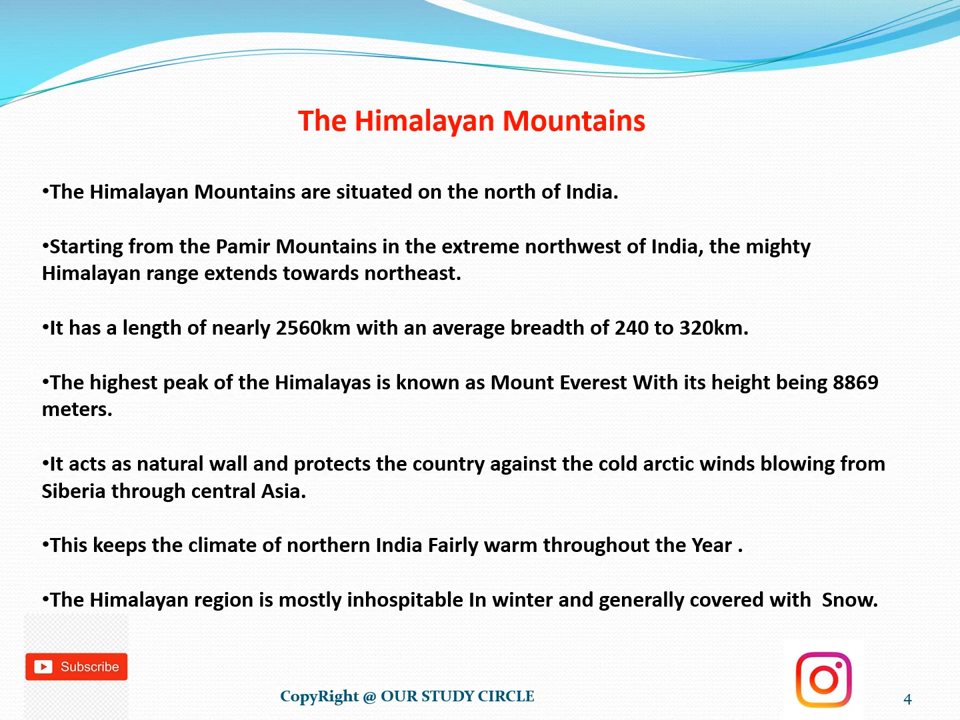 The Himalayan Mountains
•The Himalayan Mountains are situated on the north of India.
•Starting from the Pamir Mountains in the extreme northwest of India, the mighty
Himalayan range extends towards northeast.
•It has a length of nearly 2560km with an average breadth of 240 to 320km.
•The highest peak of the Himalayas is known as Mount Everest With its height being 8869
meters.
•It acts as natural wall and protects the country against the cold arctic winds blowing from
Siberia through central Asia.
•This keeps the climate of northern India Fairly warm throughout the Year .
•The Himalayan region is mostly inhospitable In winter and generally covered with  Snow.
Subscribe
CopyRight @ OUR STUDY CIRCLE
4